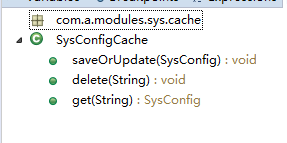 com.a.modules.sys.cache
SysConfigCache
saveOrUpdate(SysConfig) : void
delete(String) : void
get(String) : SysConfig